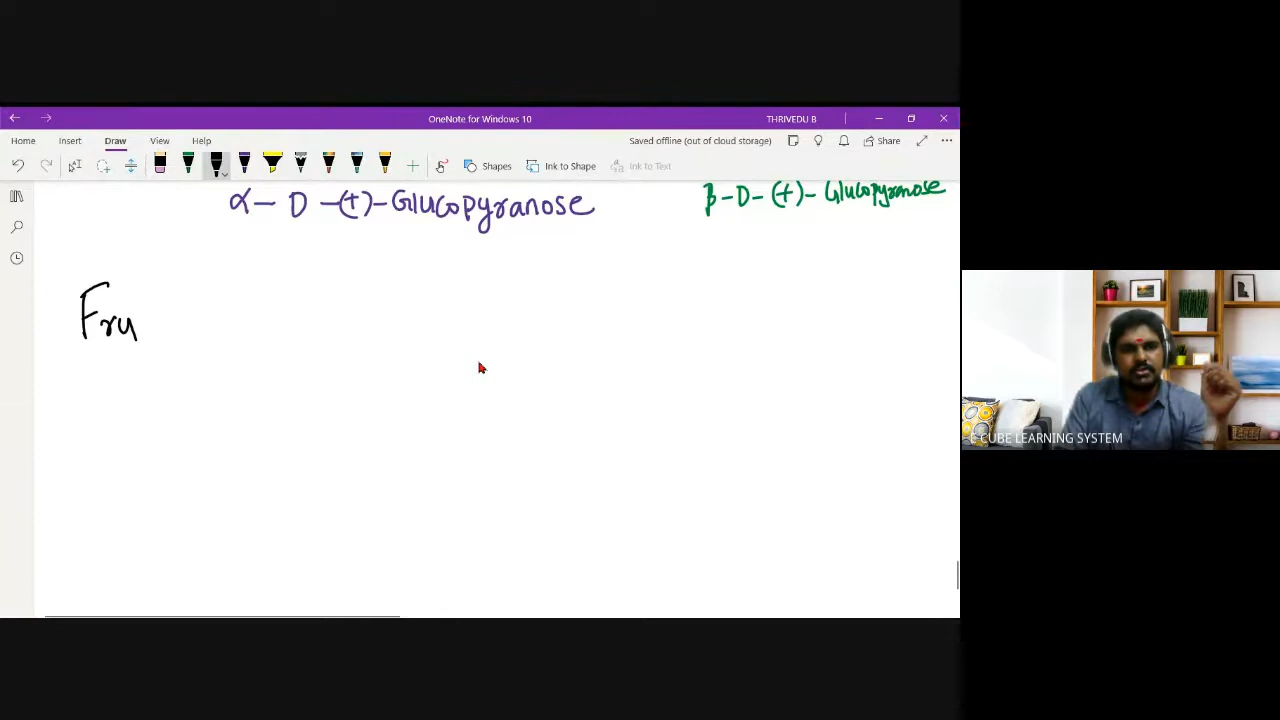 OneNote for Windows 10
THRIVEDU B
Home Insert Draw View Help
Saved offline (out of cloud storage)
Share
Shapes
Ink to Shape
Ink to Text
α- D -(+)-Glucopyranose
β-D-(+)-Glucopyranose
Fru
E CUBE LEARNING SYSTEM